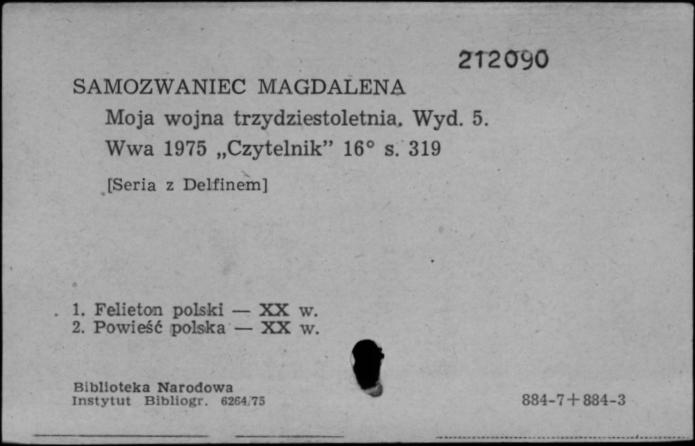 212090
SAMOZWANIEC MAGDALENA
Moja wojna trzydziestoletnia. Wyd. 5.
Wwa 1975 „Czytelnik” 16° s. 319
[Seria z Delfinem]
1. Felieton polski — XX w.
2. Powieść polska — XX w.
Biblioteka Narodowa
Instytut Bibliogr. 6264/75
884-7+884-3